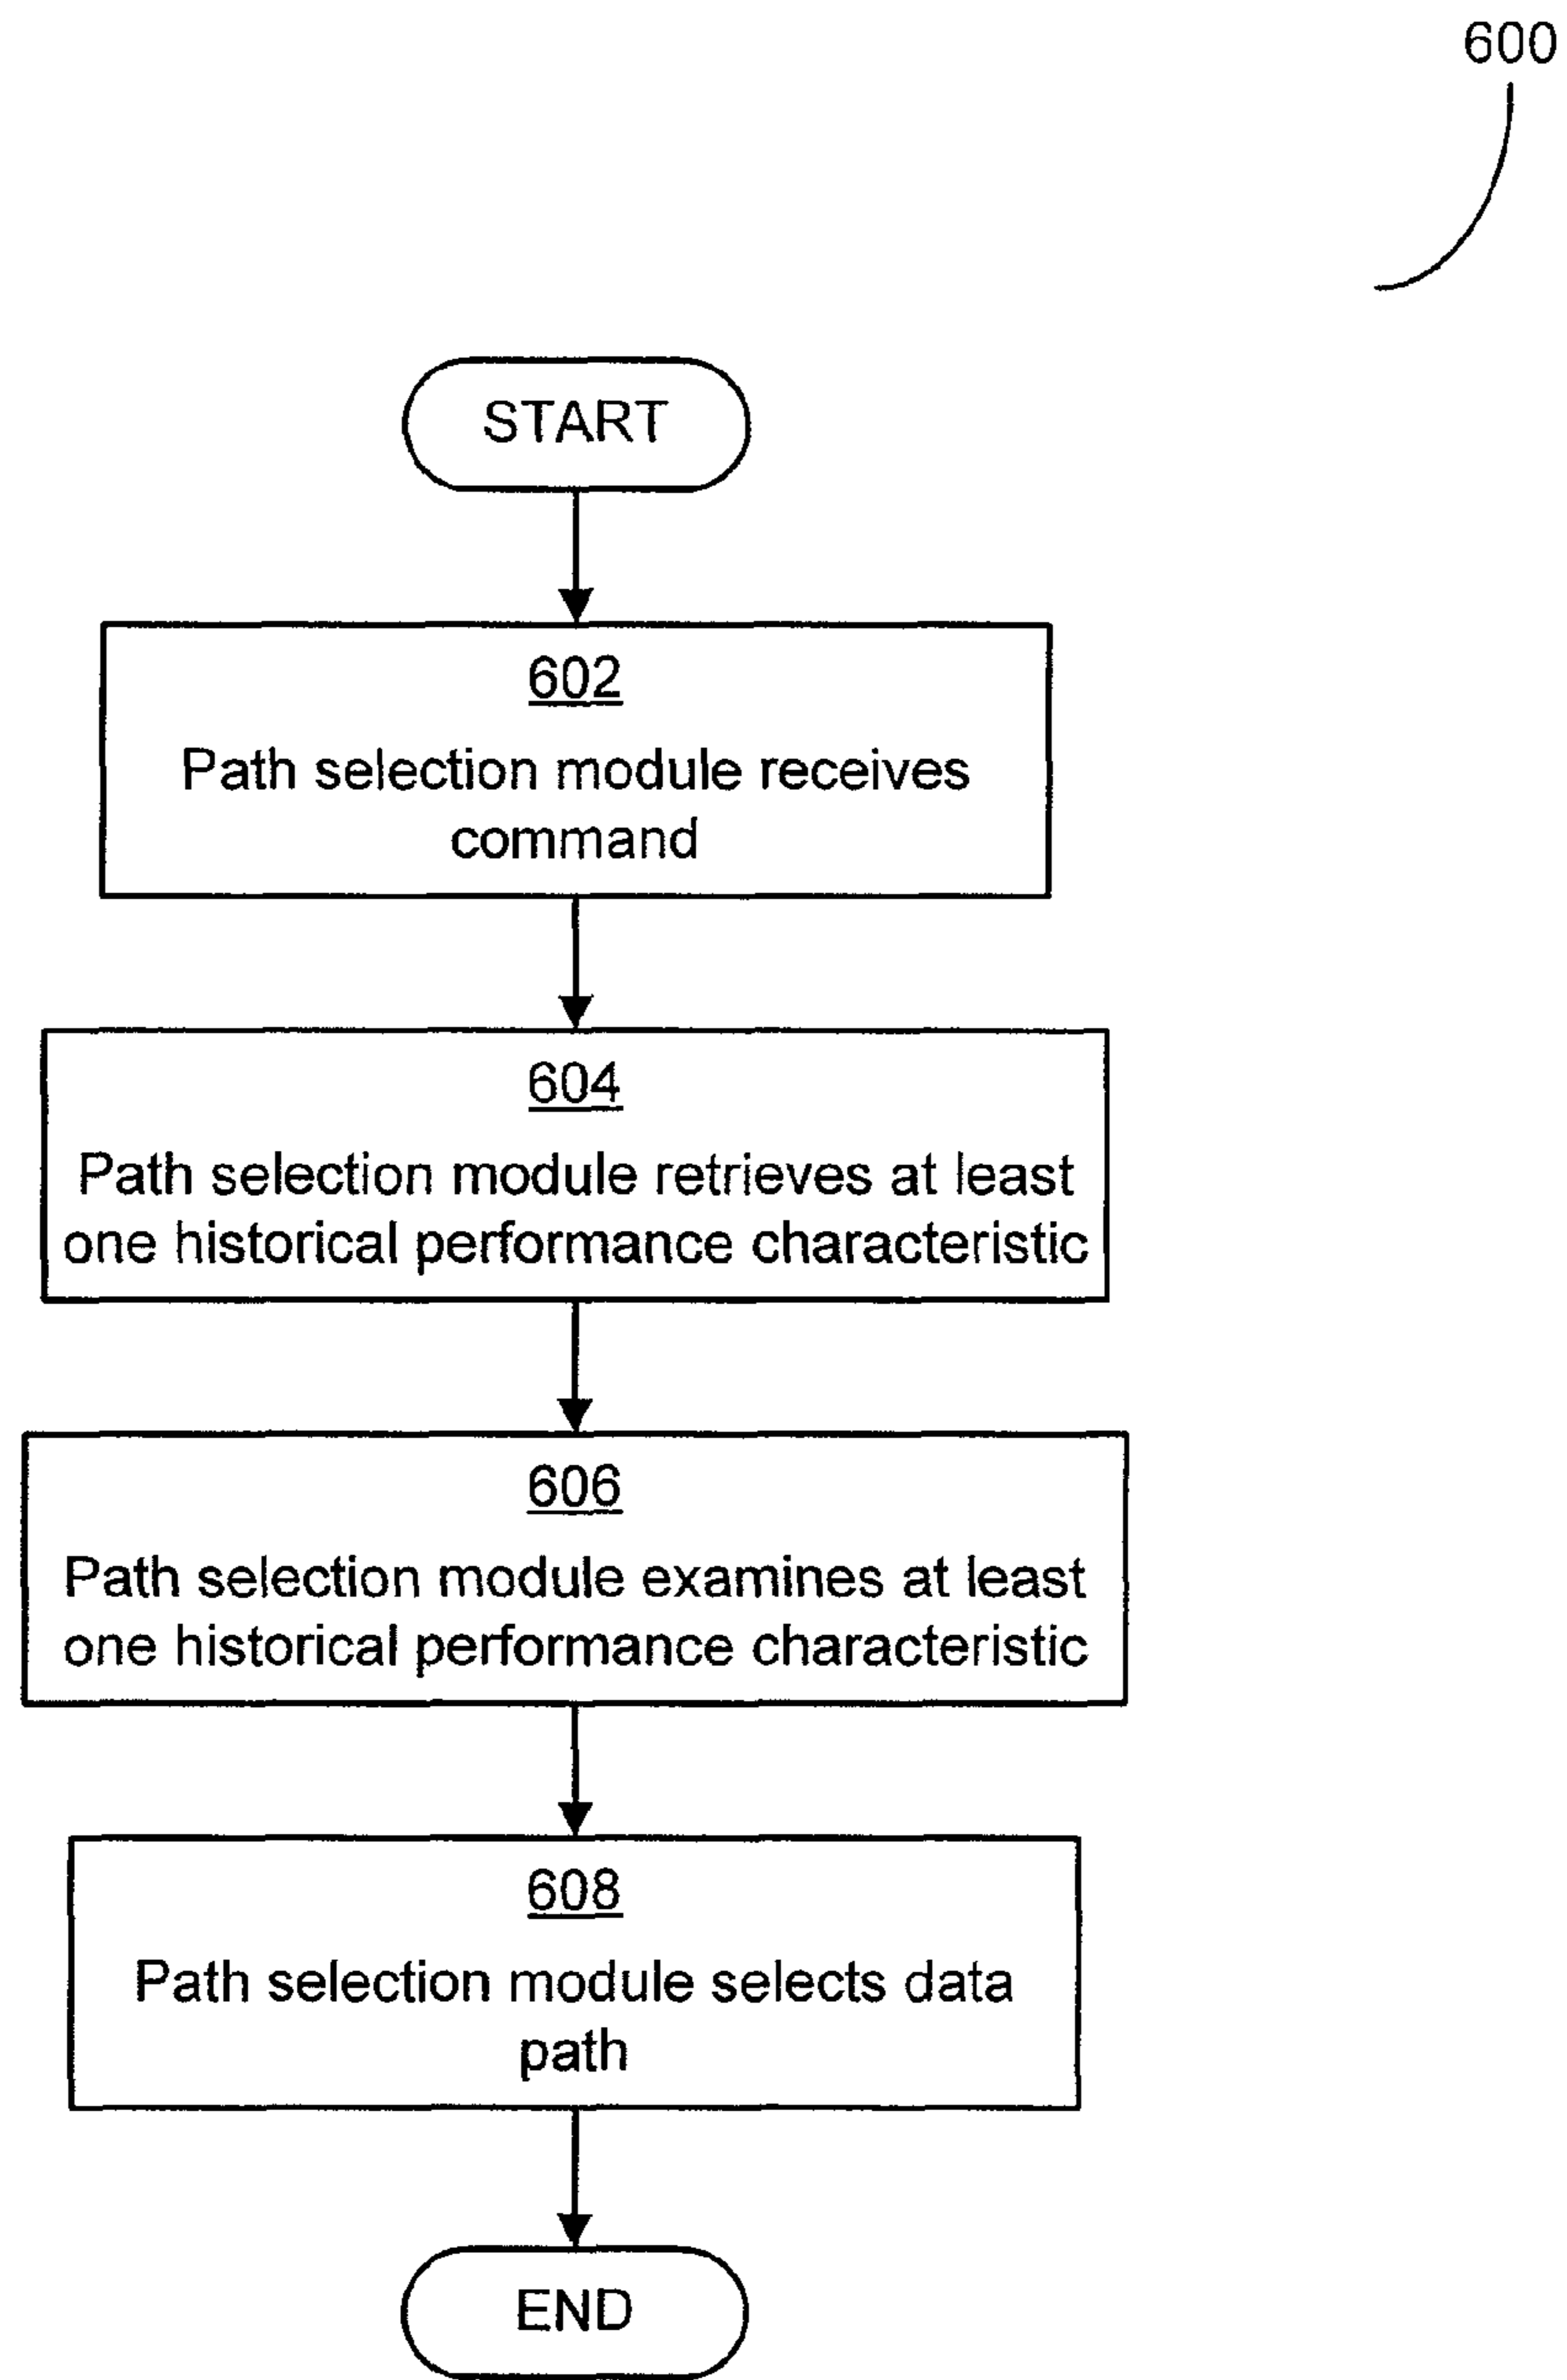 600
START
602
Path selection module receives
command
604
Path selection module retrieves at least
one historical performance characteristic
606
Path selection module examines at least
one historical performance characteristic
608
Path selection module selects data
path
END